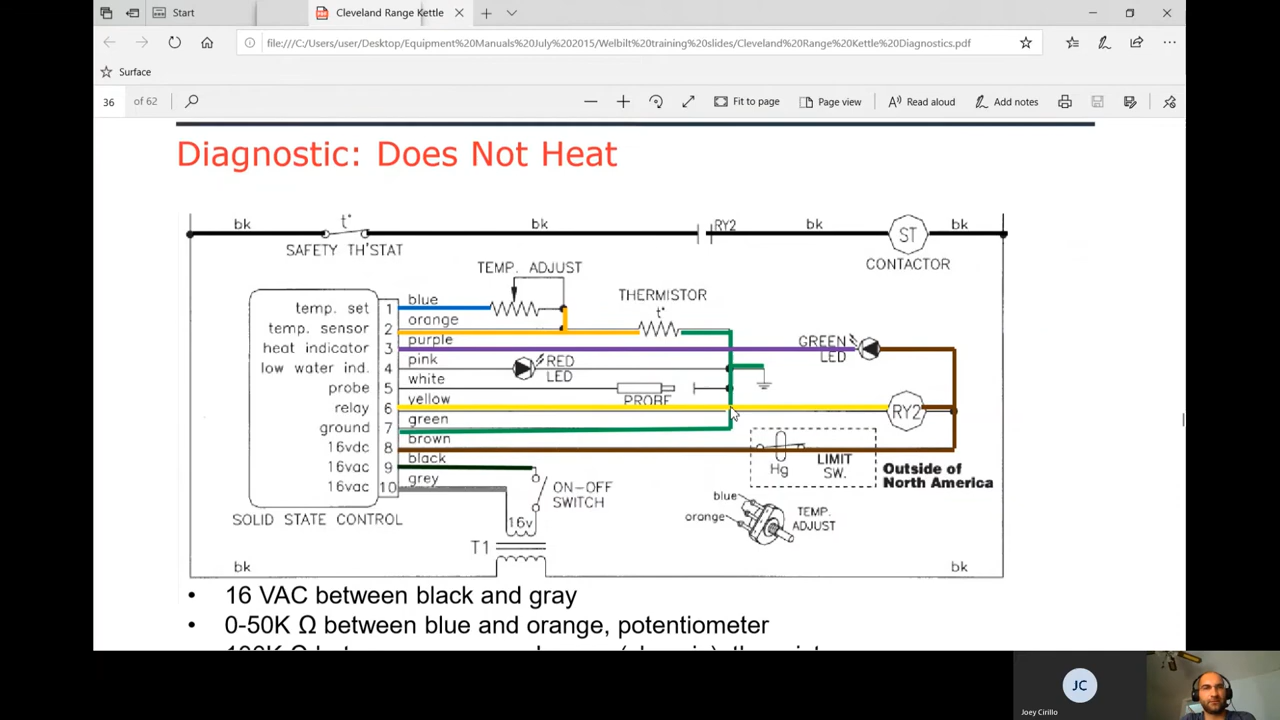 Start
Cleveland Range Kettle
file:///C:/Users/user/Desktop/Equipment%20Manuals%20July%202015/Welbilt%20training%20slides/Cleveland%20Range%20Kettle%20Diagnostics.pdf
Surface
36 of 62
Fit to page
Page view
Read aloud
Add notes
Diagnostic: Does Not Heat
bk t° bk RY2 bk bk
SAFETY TH'STAT
ST
CONTACTOR
TEMP. ADJUST
THERMISTOR
t°
temp. set 1 blue
temp. sensor 2 orange
heat indicator 3 purple
low water ind. 4 pink
probe 5 white
relay 6 yellow
ground 7 green
16vdc 8 brown
16vac 9 black
16vac 10 grey
SOLID STATE CONTROL
RED
LED
PROBE
GREEN
LED
RY2
Hg
LIMIT
SW.
Outside of
North America
ON-OFF
SWITCH
16v
T1
blue
orange
TEMP.
ADJUST
bk bk
• 16 VAC between black and gray
• 0-50K Ω between blue and orange, potentiometer
JC
Joey Cirillo